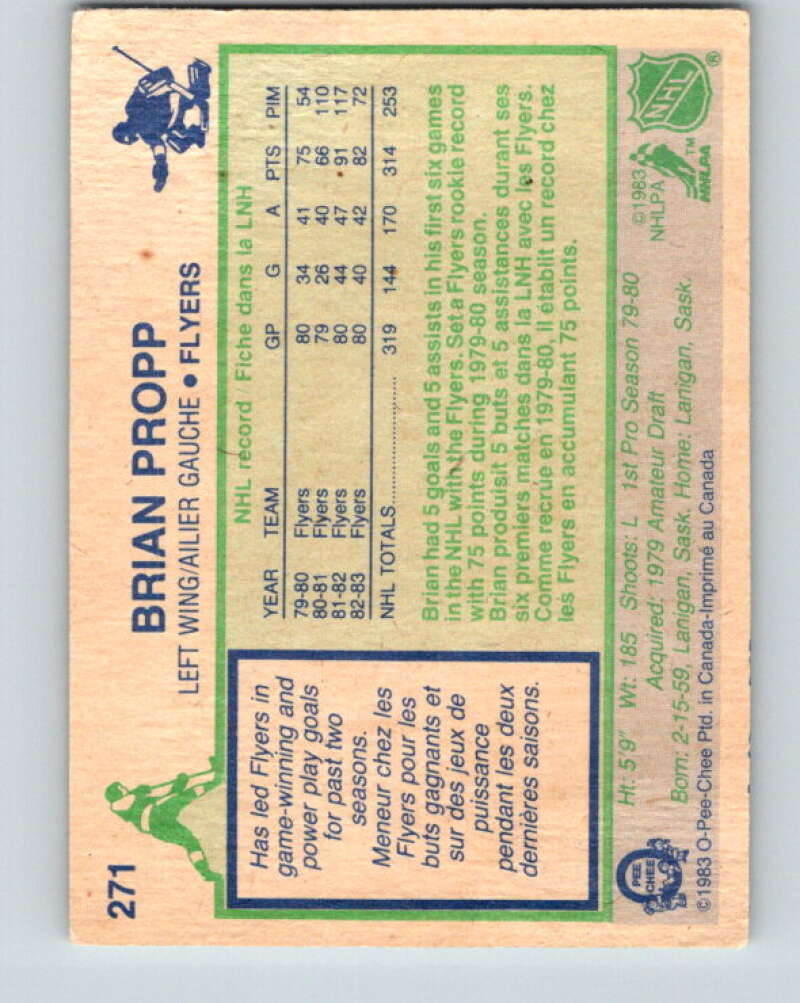 271
BRIAN PROPP
LEFT WING/AILIER GAUCHE • FLYERS
Has led Flyers in
game-winning and
power play goals
for past two
seasons.
Meneur chez les
Flyers pour les
buts gagnants et
sur des jeux de
puissance
pendant les deux
dernières saisons.
NHL record Fiche dans la LNH
YEAR TEAM GP G A PTS PIM
79-80 Flyers 80 34 41 75 54
80-81 Flyers 79 26 40 66 110
81-82 Flyers 80 44 47 91 117
82-83 Flyers 80 40 42 82 72
NHL TOTALS.................... 319 144 170 314 253
Brian had 5 goals and 5 assists in his first six games
in the NHL with the Flyers. Set a Flyers rookie record
with 75 points during 1979-80 season.
Brian produisit 5 buts et 5 assistances durant ses
six premiers matches dans la LNH avec les Flyers.
Comme recrue en 1979-80, il établit un record chez
les Flyers en accumulant 75 points.
Ht: 5'9" Wt: 185 Shoots: L 1st Pro Season 79-80
Acquired: 1979 Amateur Draft
Born: 2-15-59, Lanigan, Sask. Home: Lanigan, Sask.
©1983 O-Pee-Chee Ptd. in Canada-Imprimé au Canada
O
PEE
CHEE
©1983
NHLPA
NHLPA
TM
NHL
®